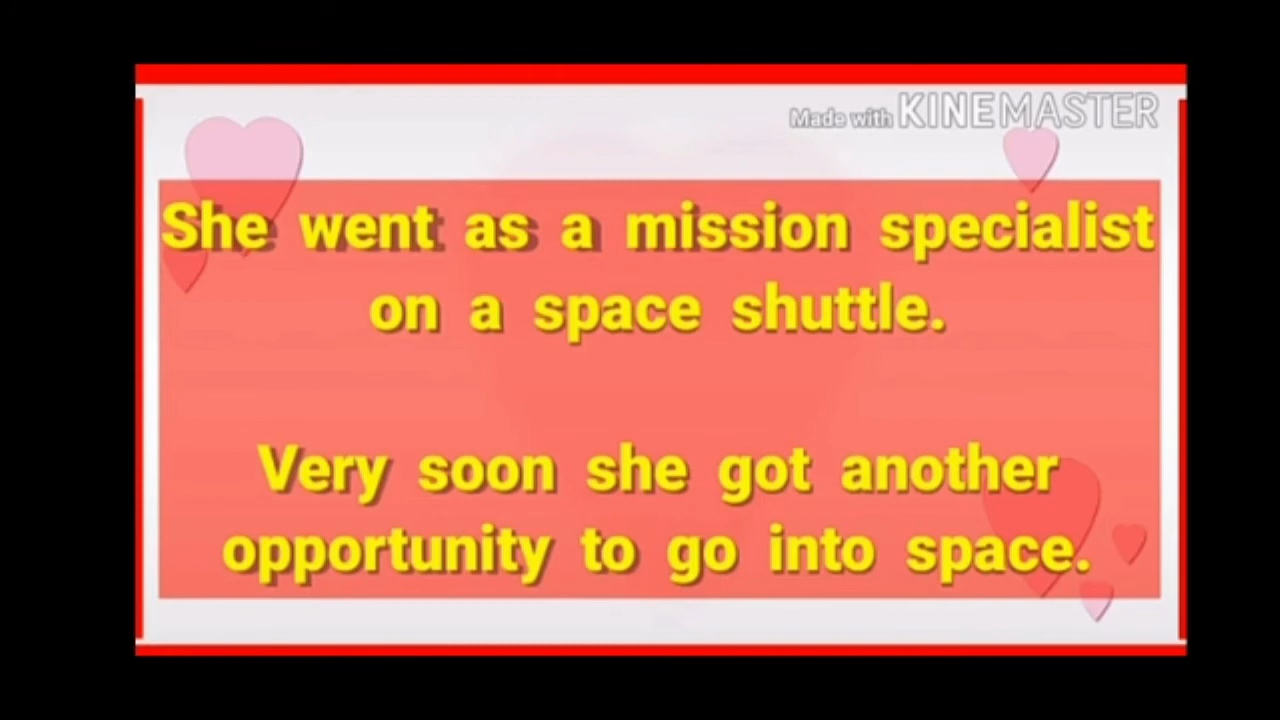 Made with KINEMASTER
She went as a mission specialist
on a space shuttle.
Very soon she got another
opportunity to go into space.